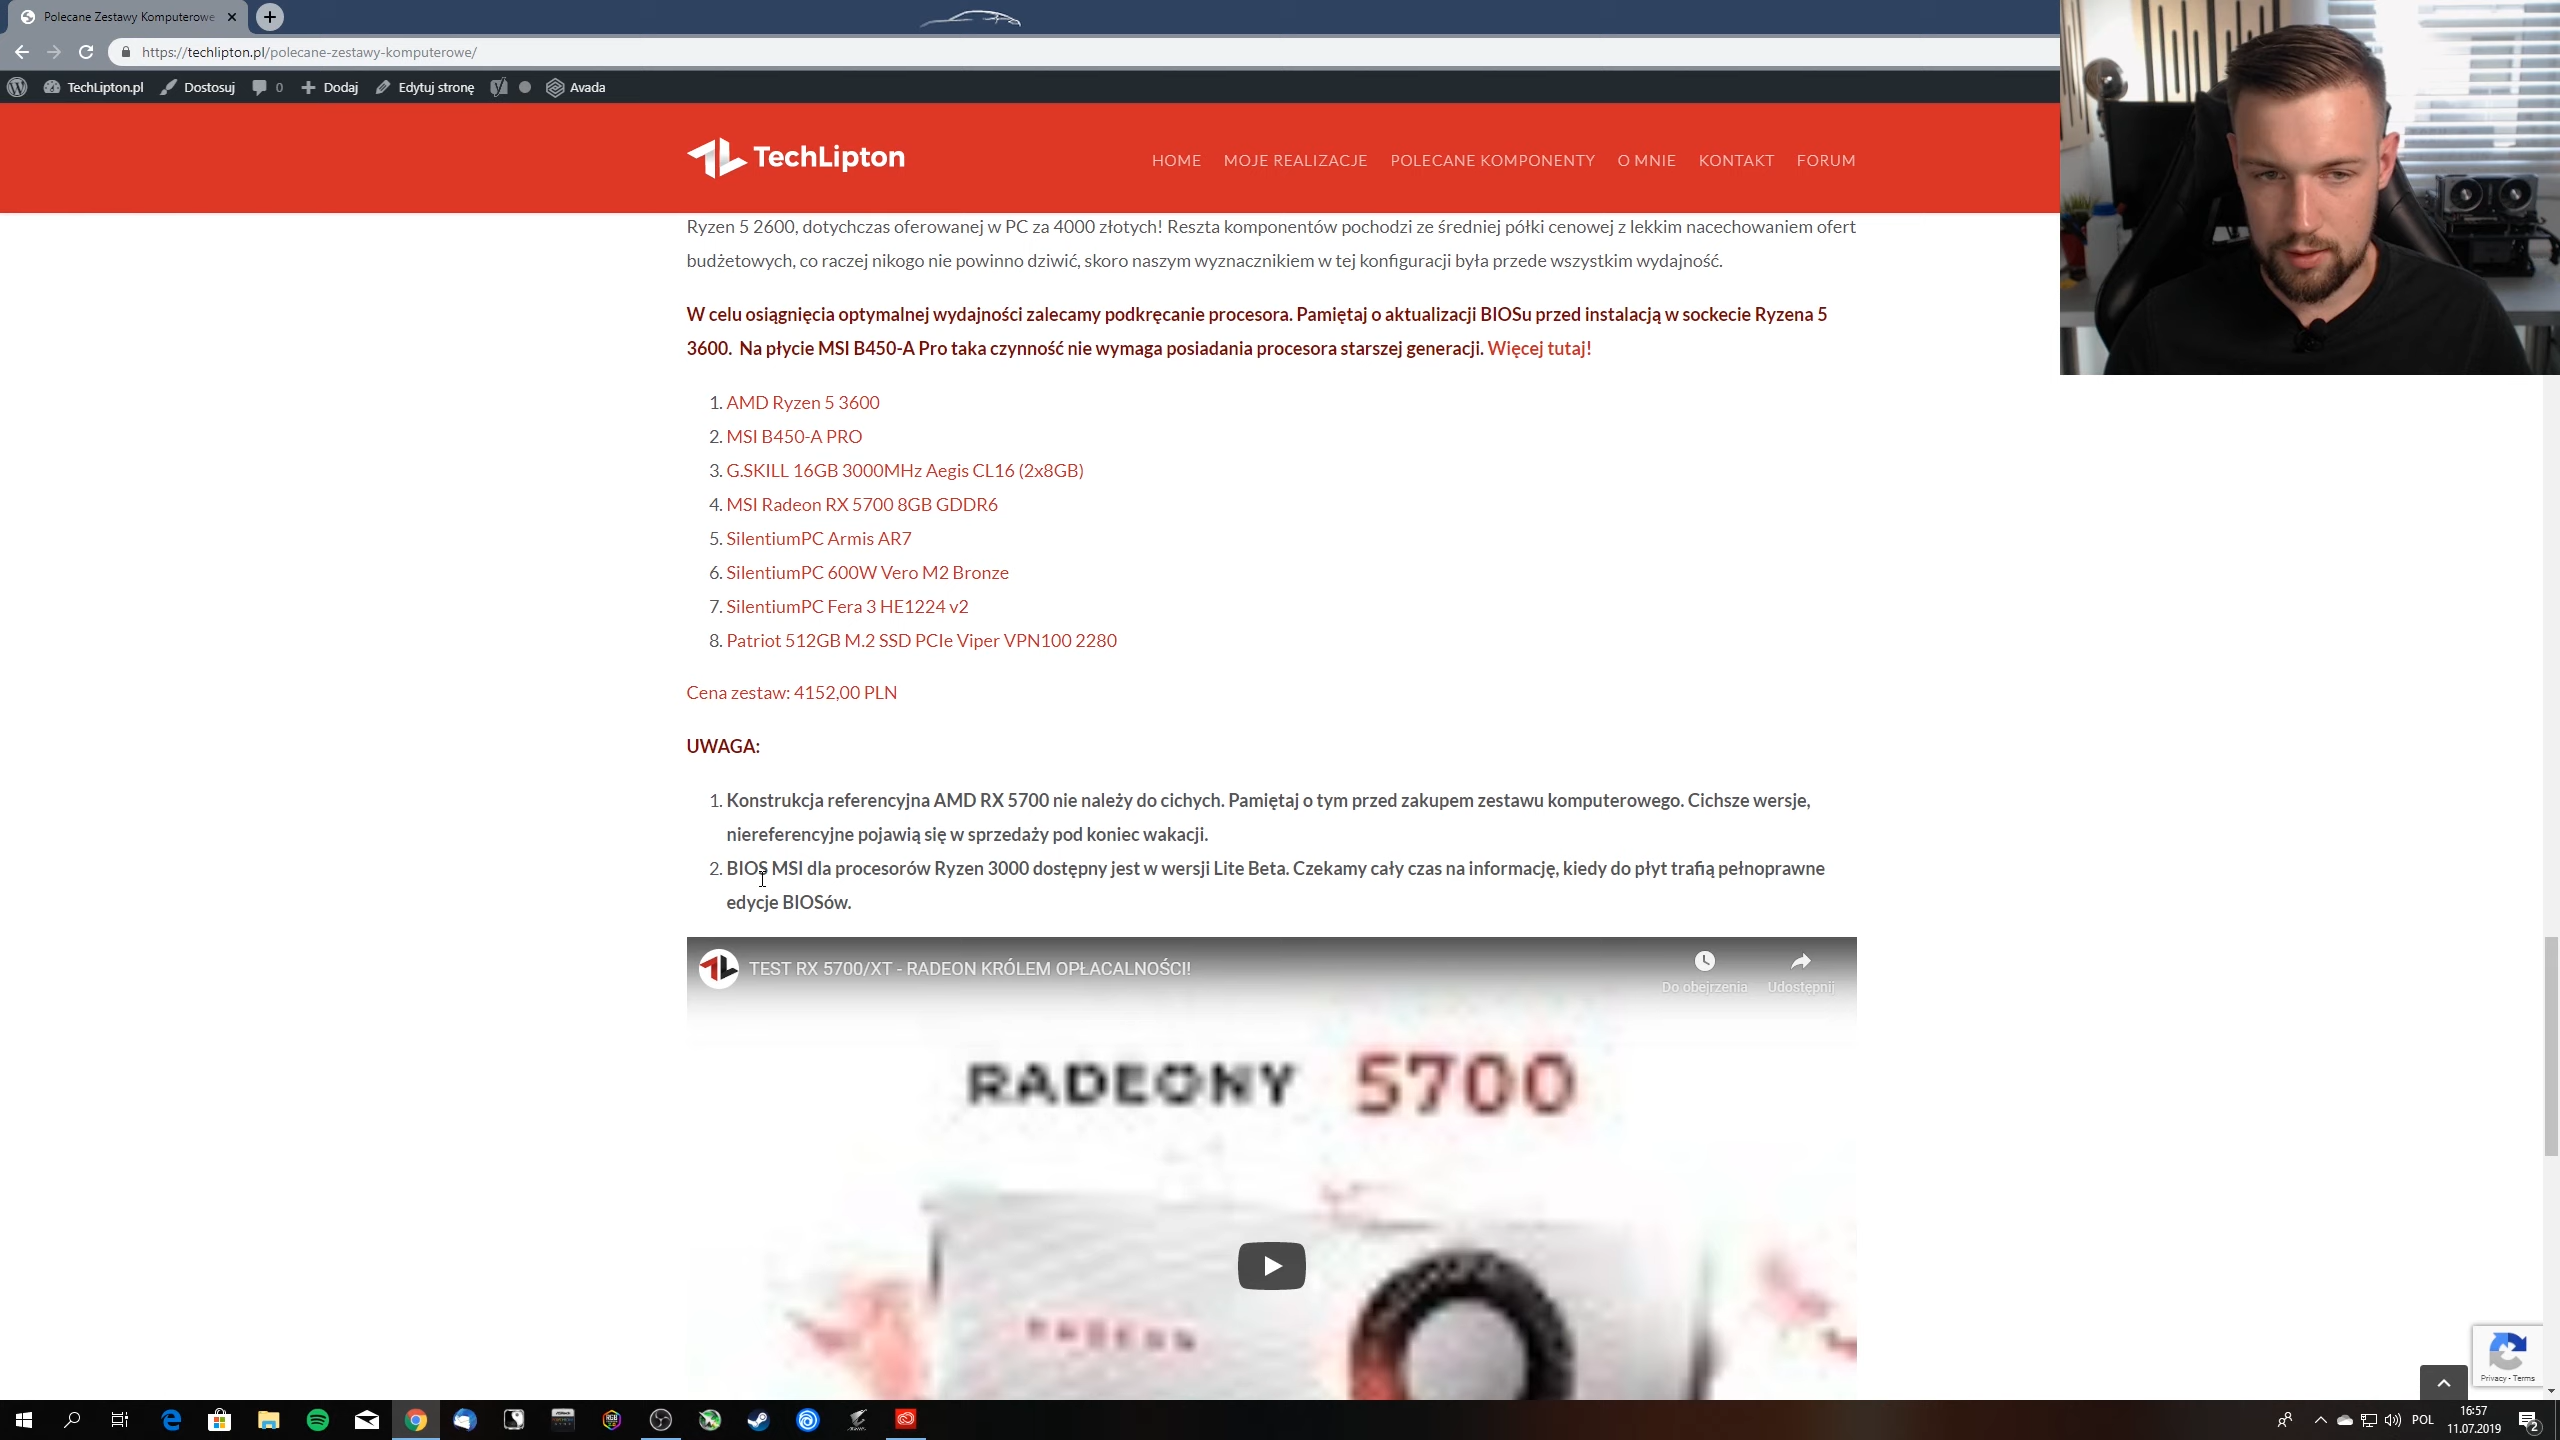 Polecane Zestawy Komputerowe
https://techlipton.pl/polecane-zestawy-komputerowe/
TechLipton.pl Dostosuj 0 Dodaj Edytuj stronę Avada
TechLipton HOME MOJE REALIZACJE POLECANE KOMPONENTY O MNIE KONTAKT FORUM
Ryzen 5 2600, dotychczas oferowanej w PC za 4000 złotych! Reszta komponentów pochodzi ze średniej półki cenowej z lekkim nacechowaniem ofert
budżetowych, co raczej nikogo nie powinno dziwić, skoro naszym wyznacznikiem w tej konfiguracji była przede wszystkim wydajność.
W celu osiągnięcia optymalnej wydajności zalecamy podkręcanie procesora. Pamiętaj o aktualizacji BIOSu przed instalacją w sockecie Ryzena 5
3600. Na płycie MSI B450-A Pro taka czynność nie wymaga posiadania procesora starszej generacji. Więcej tutaj!
1. AMD Ryzen 5 3600
2. MSI B450-A PRO
3. G.SKILL 16GB 3000MHz Aegis CL16 (2x8GB)
4. MSI Radeon RX 5700 8GB GDDR6
5. SilentiumPC Armis AR7
6. SilentiumPC 600W Vero M2 Bronze
7. SilentiumPC Fera 3 HE1224 v2
8. Patriot 512GB M.2 SSD PCIe Viper VPN100 2280
Cena zestaw: 4152,00 PLN
UWAGA:
1. Konstrukcja referencyjna AMD RX 5700 nie należy do cichych. Pamiętaj o tym przed zakupem zestawu komputerowego. Cichsze wersje,
niereferencyjne pojawią się w sprzedaży pod koniec wakacji.
2. BIOS MSI dla procesorów Ryzen 3000 dostępny jest w wersji Lite Beta. Czekamy cały czas na informację, kiedy do płyt trafią pełnoprawne
edycje BIOSów.
TEST RX 5700/XT - RADEON KRÓLEM OPŁACALNOŚCI!
Do obejrzenia Udostępnij
RADEONY 5700
RADEON
Privacy - Terms
POL
16:57
11.07.2019
2